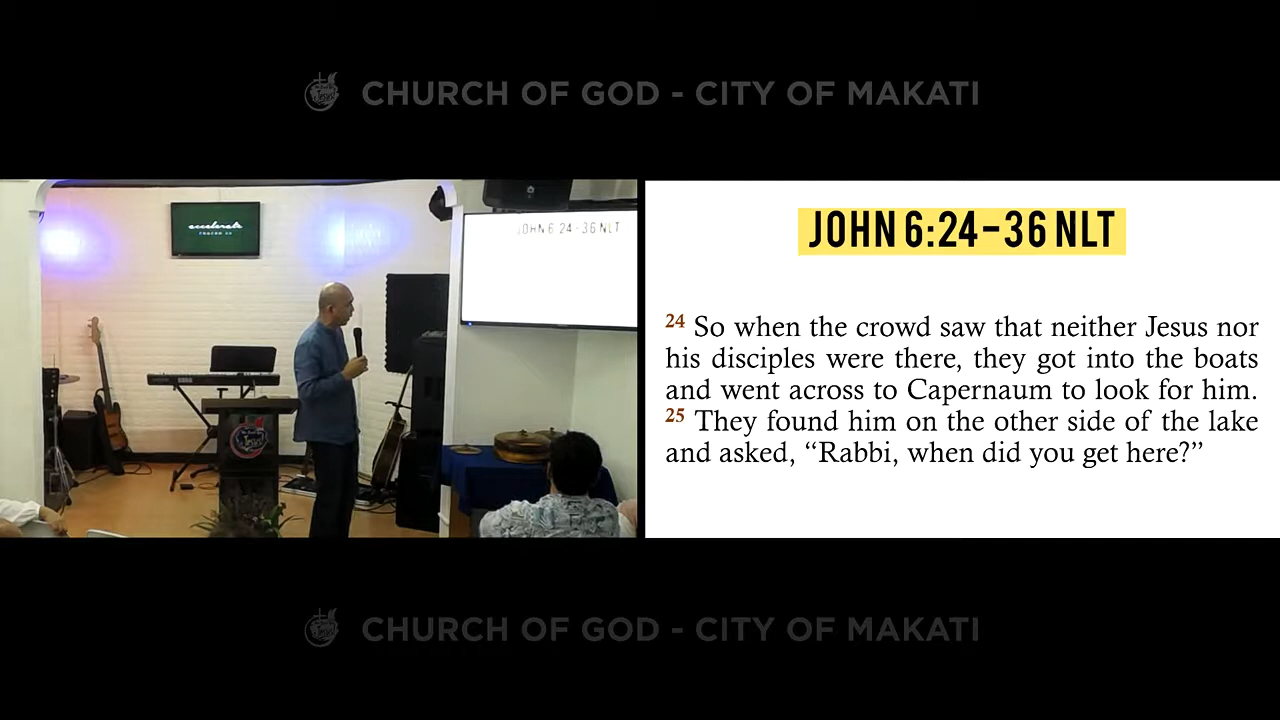 CHURCH OF GOD - CITY OF MAKATI
accelerate
JOHN 6:24-36 NLT
Jesus
JOHN 6:24-36 NLT
24 So when the crowd saw that neither Jesus nor
his disciples were there, they got into the boats
and went across to Capernaum to look for him.
25 They found him on the other side of the lake
and asked, “Rabbi, when did you get here?”
CHURCH OF GOD - CITY OF MAKATI